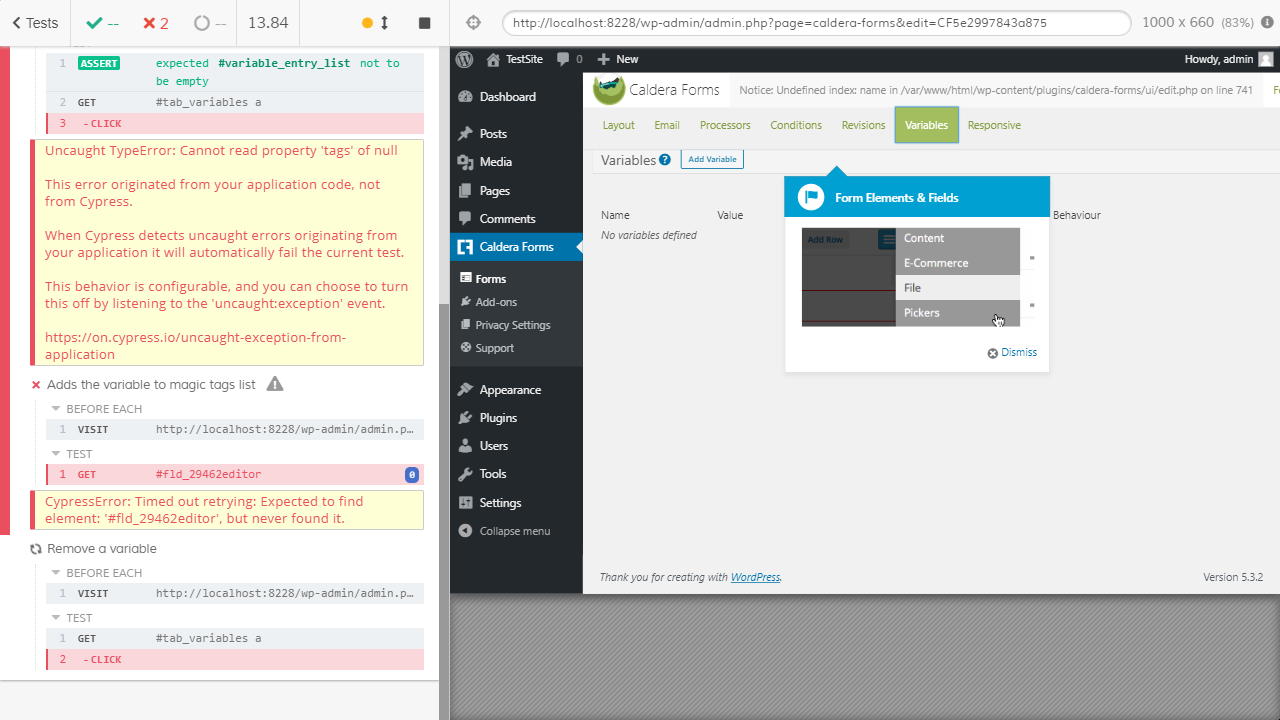 Tests
--
2
--
13.84
http://localhost:8228/wp-admin/admin.php?page=caldera-forms&edit=CF5e2997843a875
1000 x 660 (83%)
1 ASSERT expected #variable_entry_list not to
be empty
2 GET #tab_variables a
3 -CLICK
Uncaught TypeError: Cannot read property 'tags' of null
This error originated from your application code, not
from Cypress.
When Cypress detects uncaught errors originating from
your application it will automatically fail the current test.
This behavior is configurable, and you can choose to turn
this off by listening to the 'uncaught:exception' event.
https://on.cypress.io/uncaught-exception-from-
application
Adds the variable to magic tags list
BEFORE EACH
1 VISIT http://localhost:8228/wp-admin/admin.p…
TEST
1 GET #fld_29462editor 0
CypressError: Timed out retrying: Expected to find
element: '#fld_29462editor', but never found it.
Remove a variable
BEFORE EACH
1 VISIT http://localhost:8228/wp-admin/admin.p…
TEST
1 GET #tab_variables a
2 -CLICK
TestSite
0
New
Howdy, admin
Dashboard
Posts
Media
Pages
Comments
Caldera Forms
Forms
Add-ons
Privacy Settings
Support
Appearance
Plugins
Users
Tools
Settings
Collapse menu
Caldera Forms
Notice: Undefined index: name in /var/www/html/wp-content/plugins/caldera-forms/ui/edit.php on line 741
Layout
Email
Processors
Conditions
Revisions
Variables
Responsive
Variables
Add Variable
Name
Value
Behaviour
No variables defined
Form Elements & Fields
Add Row
Content
E-Commerce
File
Pickers
Dismiss
Thank you for creating with WordPress.
Version 5.3.2